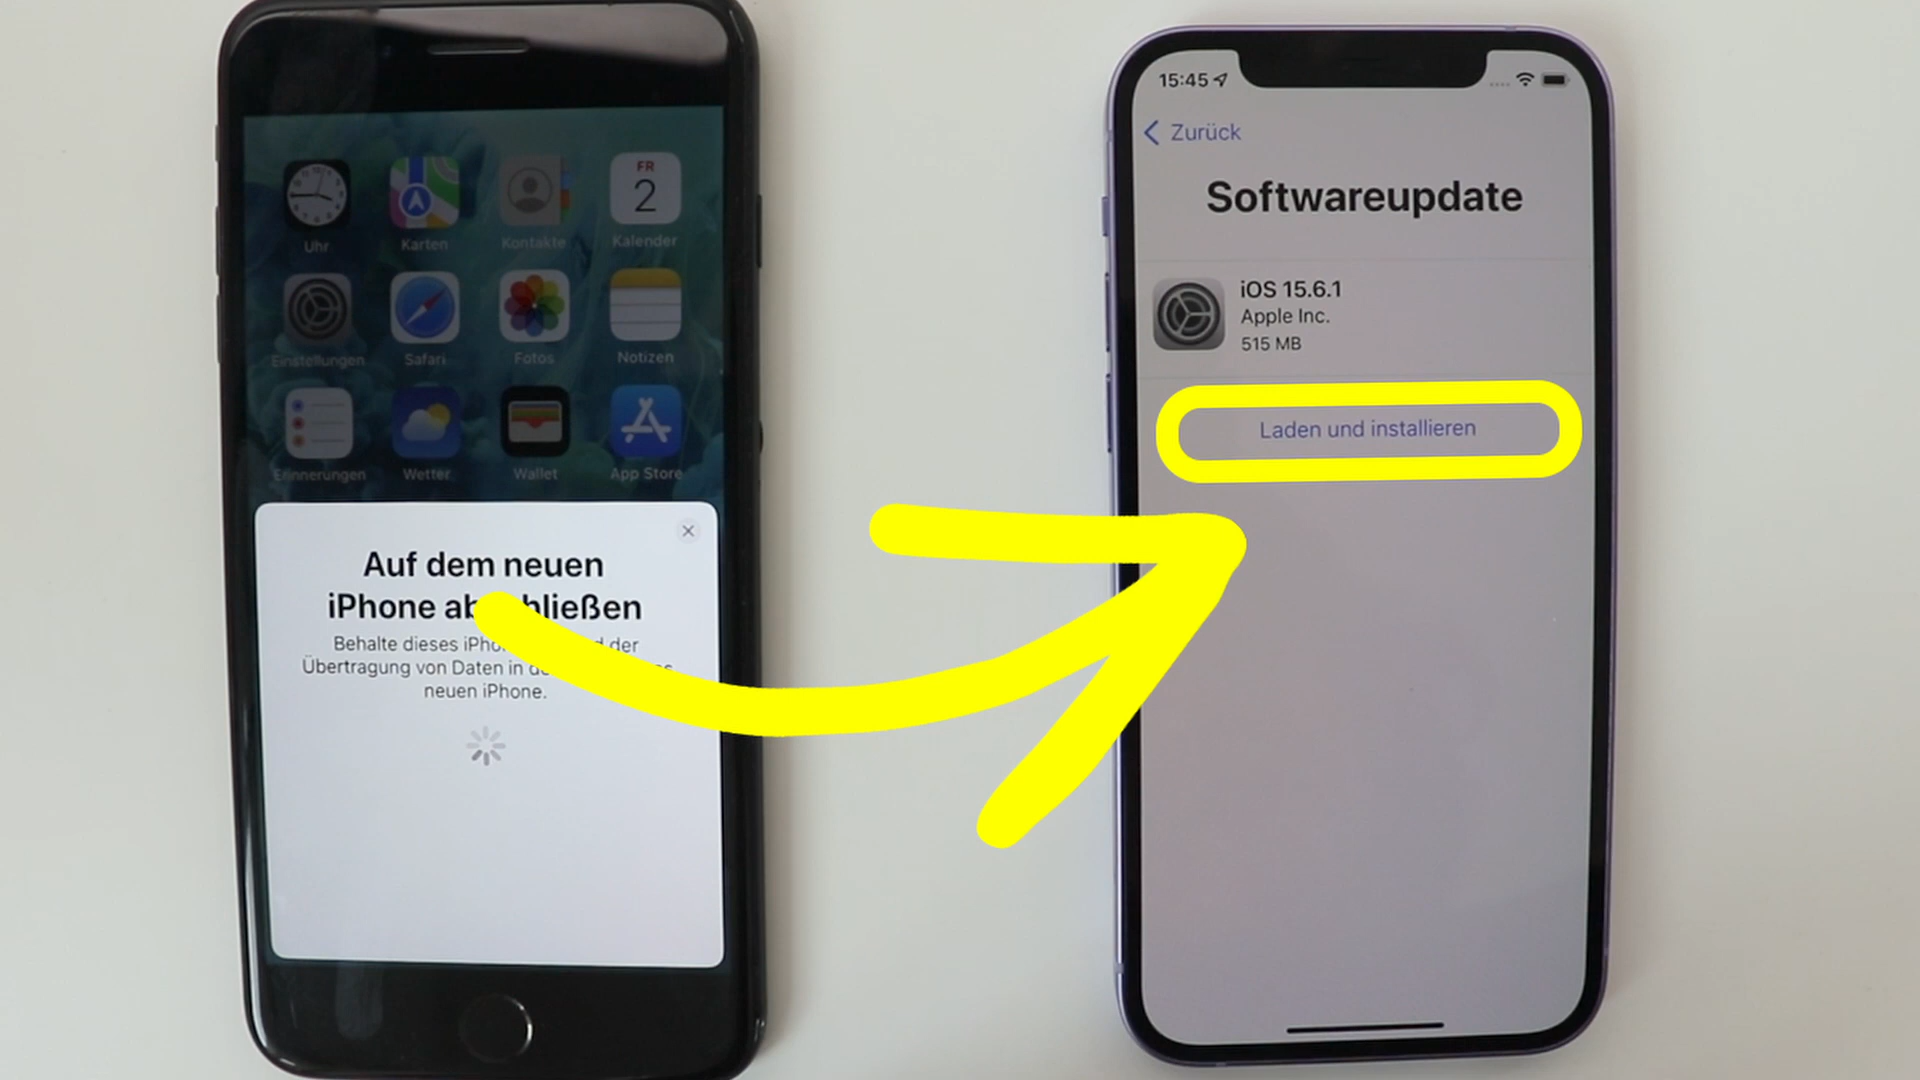 Uhr
Karten
Kontakte
FR
2
Kalender
Einstellungen
Safari
Fotos
Notizen
Erinnerungen
Wetter
Wallet
App Store
Auf dem neuen
iPhone
Behalte dieses der
Übertragung von Daten in
neuen iPhone.
15:45
Zurück
Softwareupdate
iOS 15.6.1
Apple Inc.
515 MB
Laden und installieren